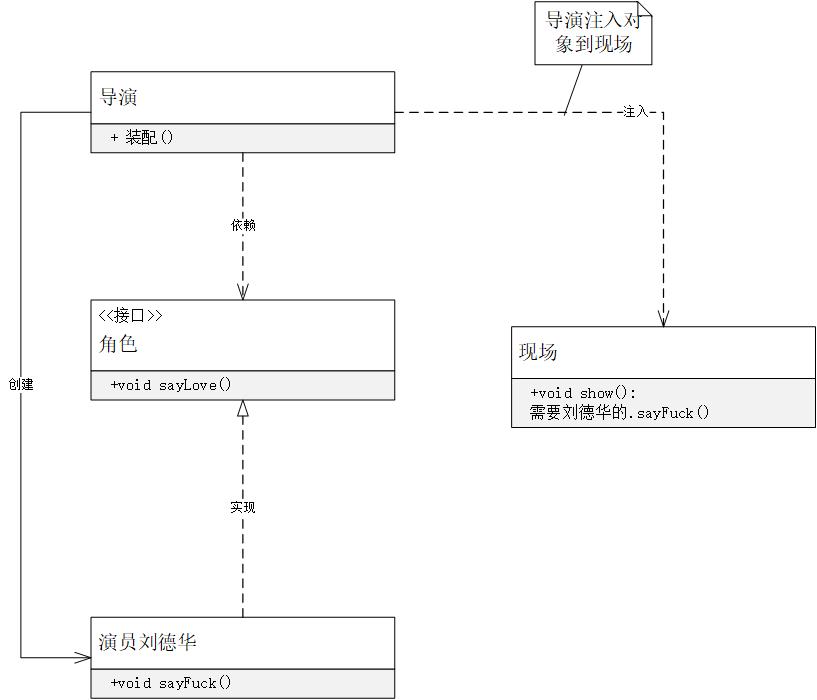 导演注入对
象到现场
导演
+ 装配()
注入
依赖
<<接口>>
角色
+void sayLove()
现场
+void show():
需要刘德华的.sayFuck()
创建
实现
演员刘德华
+void sayFuck()